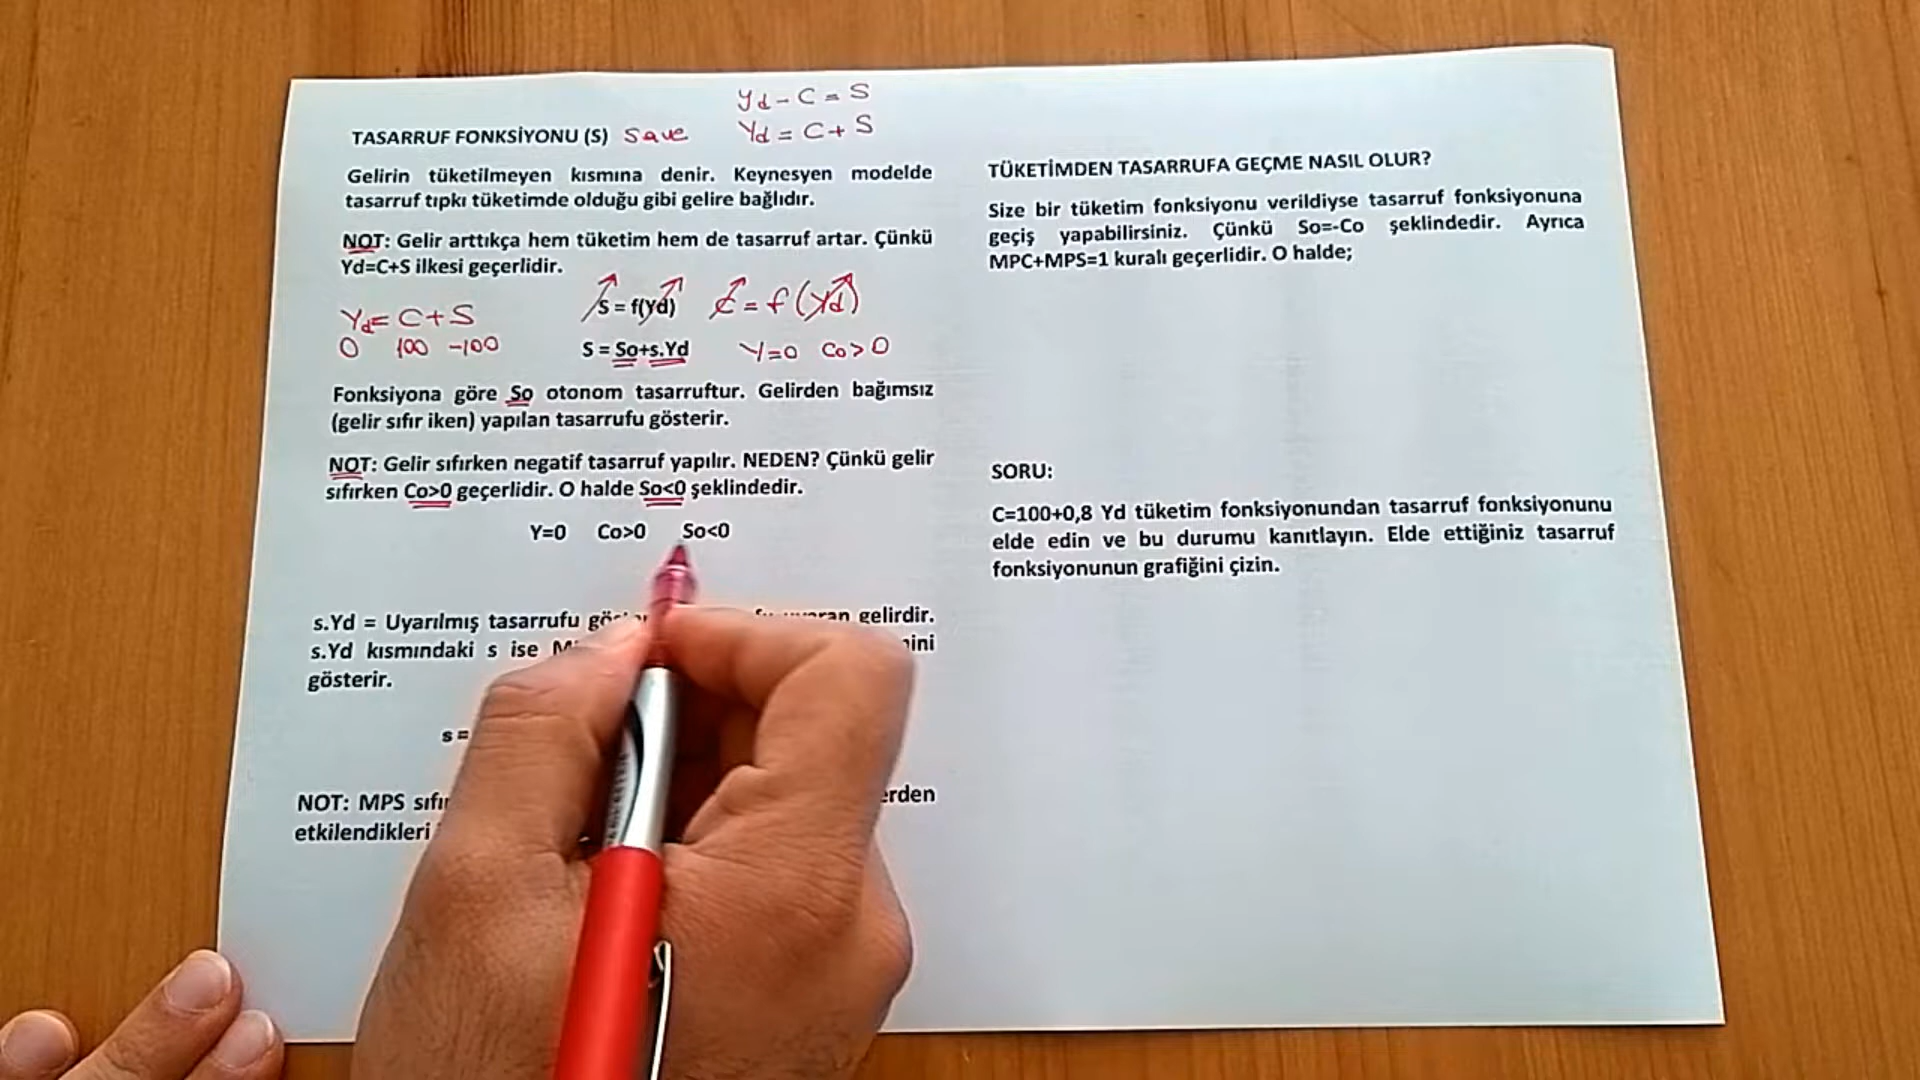 Yd - C = S
TASARRUF FONKSİYONU (S) Save Yd = C + S
Gelirin tüketilmeyen kısmına denir. Keynesyen modelde
tasarruf tıpkı tüketimde olduğu gibi gelire bağlıdır.
NOT: Gelir arttıkça hem tüketim hem de tasarruf artar. Çünkü
Yd=C+S ilkesi geçerlidir.
Yd= C+S S = f(Yd) C = f (Yd)
0 100 -100 S = So+s.Yd Y=0 Co>0
Fonksiyona göre So otonom tasarruftur. Gelirden bağımsız
(gelir sıfır iken) yapılan tasarrufu gösterir.
NOT: Gelir sıfırken negatif tasarruf yapılır. NEDEN? Çünkü gelir
sıfırken Co>0 geçerlidir. O halde So<0 şeklindedir.
Y=0 Co>0 So<0
s.Yd = Uyarılmış tasarrufu gelirdir.
s.Yd kısmındaki s ise
gösterir.
s =
NOT: MPS
etkilendikleri
TÜKETİMDEN TASARRUFA GEÇME NASIL OLUR?
Size bir tüketim fonksiyonu verildiyse tasarruf fonksiyonuna
geçiş yapabilirsiniz. Çünkü So=-Co şeklindedir. Ayrıca
MPC+MPS=1 kuralı geçerlidir. O halde;
SORU:
C=100+0,8 Yd tüketim fonksiyonundan tasarruf fonksiyonunu
elde edin ve bu durumu kanıtlayın. Elde ettiğiniz tasarruf
fonksiyonunun grafiğini çizin.